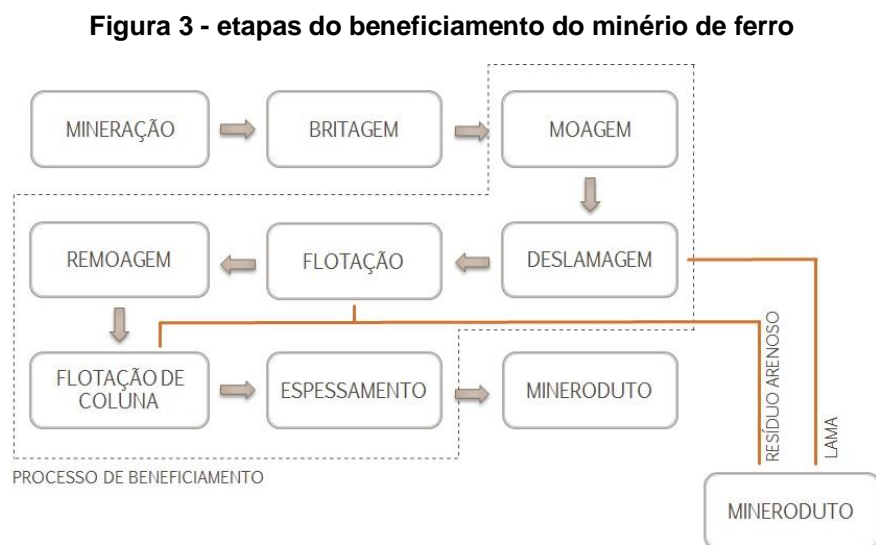 Figura 3 - etapas do beneficiamento do minério de ferro
MINERAÇÃO
BRITAGEM
MOAGEM
REMOAGEM
FLOTAÇÃO
DESLAMAGEM
FLOTAÇÃO DE
COLUNA
ESPESSAMENTO
MINERODUTO
RESÍDUO ARENOSO
LAMA
PROCESSO DE BENEFICIAMENTO
MINERODUTO